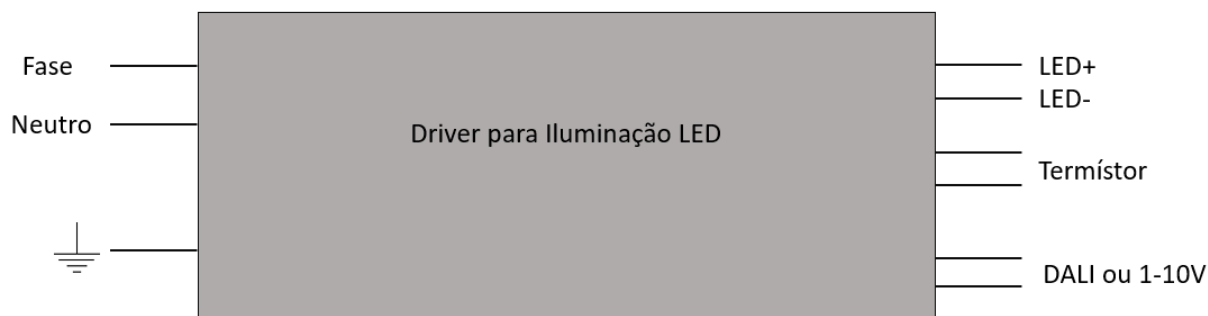 Fase
Neutro
Driver para Iluminação LED
LED+
LED-
Termístor
DALI ou 1-10V